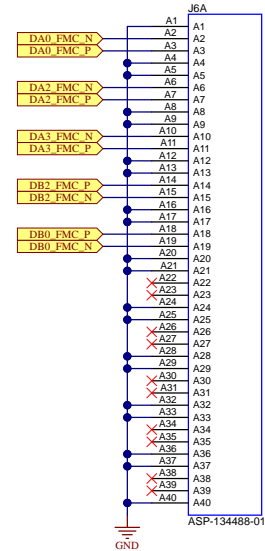 J6A
A1 A1
DA0_FMC_N A2 A2
DA0_FMC_P A3 A3
A4 A4
A5 A5
DA2_FMC_N A6 A6
DA2_FMC_P A7 A7
A8 A8
A9 A9
DA3_FMC_N A10 A10
DA3_FMC_P A11 A11
A12 A12
A13 A13
DB2_FMC_P A14 A14
DB2_FMC_N A15 A15
A16 A16
A17 A17
DB0_FMC_P A18 A18
DB0_FMC_N A19 A19
A20 A20
A21 A21
A22 A22
A23 A23
A24 A24
A25 A25
A26 A26
A27 A27
A28 A28
A29 A29
A30 A30
A31 A31
A32 A32
A33 A33
A34 A34
A35 A35
A36 A36
A37 A37
A38 A38
A39 A39
A40 A40
ASP-134488-01
GND